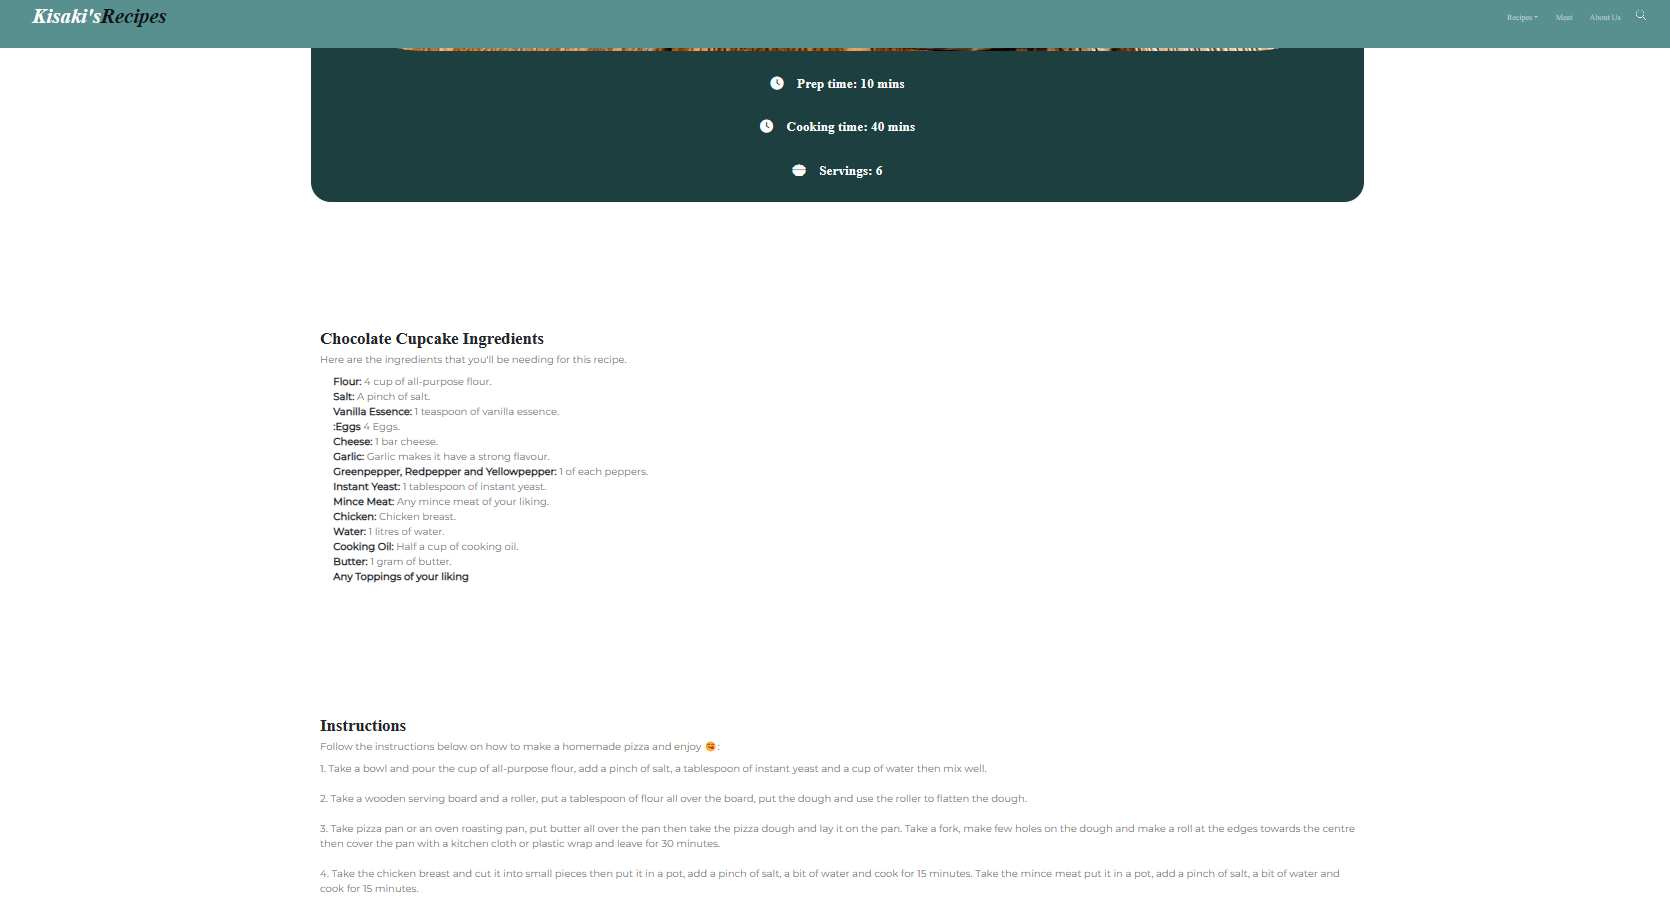 Kisaki'sRecipes
Recipes
Meat
About Us
Prep time: 10 mins
Cooking time: 40 mins
Servings: 6
Chocolate Cupcake Ingredients
Here are the ingredients that you'll be needing for this recipe.
Flour: 4 cup of all-purpose flour.
Salt: A pinch of salt.
Vanilla Essence: 1 teaspoon of vanilla essence.
:Eggs 4 Eggs.
Cheese: 1 bar cheese.
Garlic: Garlic makes it have a strong flavour.
Greenpepper, Redpepper and Yellowpepper: 1 of each peppers.
Instant Yeast: 1 tablespoon of instant yeast.
Mince Meat: Any mince meat of your liking.
Chicken: Chicken breast.
Water: 1 litres of water.
Cooking Oil: Half a cup of cooking oil.
Butter: 1 gram of butter.
Any Toppings of your liking
Instructions
Follow the instructions below on how to make a homemade pizza and enjoy 😋:
1. Take a bowl and pour the cup of all-purpose flour, add a pinch of salt, a tablespoon of instant yeast and a cup of water then mix well.
2. Take a wooden serving board and a roller, put a tablespoon of flour all over the board, put the dough and use the roller to flatten the dough.
3. Take pizza pan or an oven roasting pan, put butter all over the pan then take the pizza dough and lay it on the pan. Take a fork, make few holes on the dough and make a roll at the edges towards the centre
then cover the pan with a kitchen cloth or plastic wrap and leave for 30 minutes.
4. Take the chicken breast and cut it into small pieces then put it in a pot, add a pinch of salt, a bit of water and cook for 15 minutes. Take the mince meat put it in a pot, add a pinch of salt, a bit of water and
cook for 15 minutes.